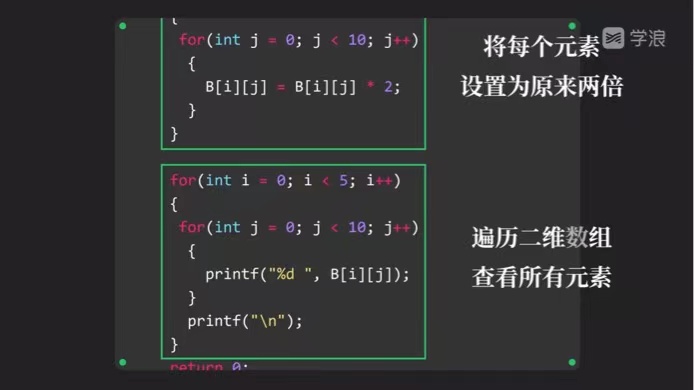 {
for(int j = 0; j < 10; j++)
{
B[i][j] = B[i][j] * 2;
}
}
将每个元素
设置为原来两倍
学浪
for(int i = 0; i < 5; i++)
{
for(int j = 0; j < 10; j++)
{
printf("%d ", B[i][j]);
}
printf("\n");
}
return 0;
遍历二维数组
查看所有元素